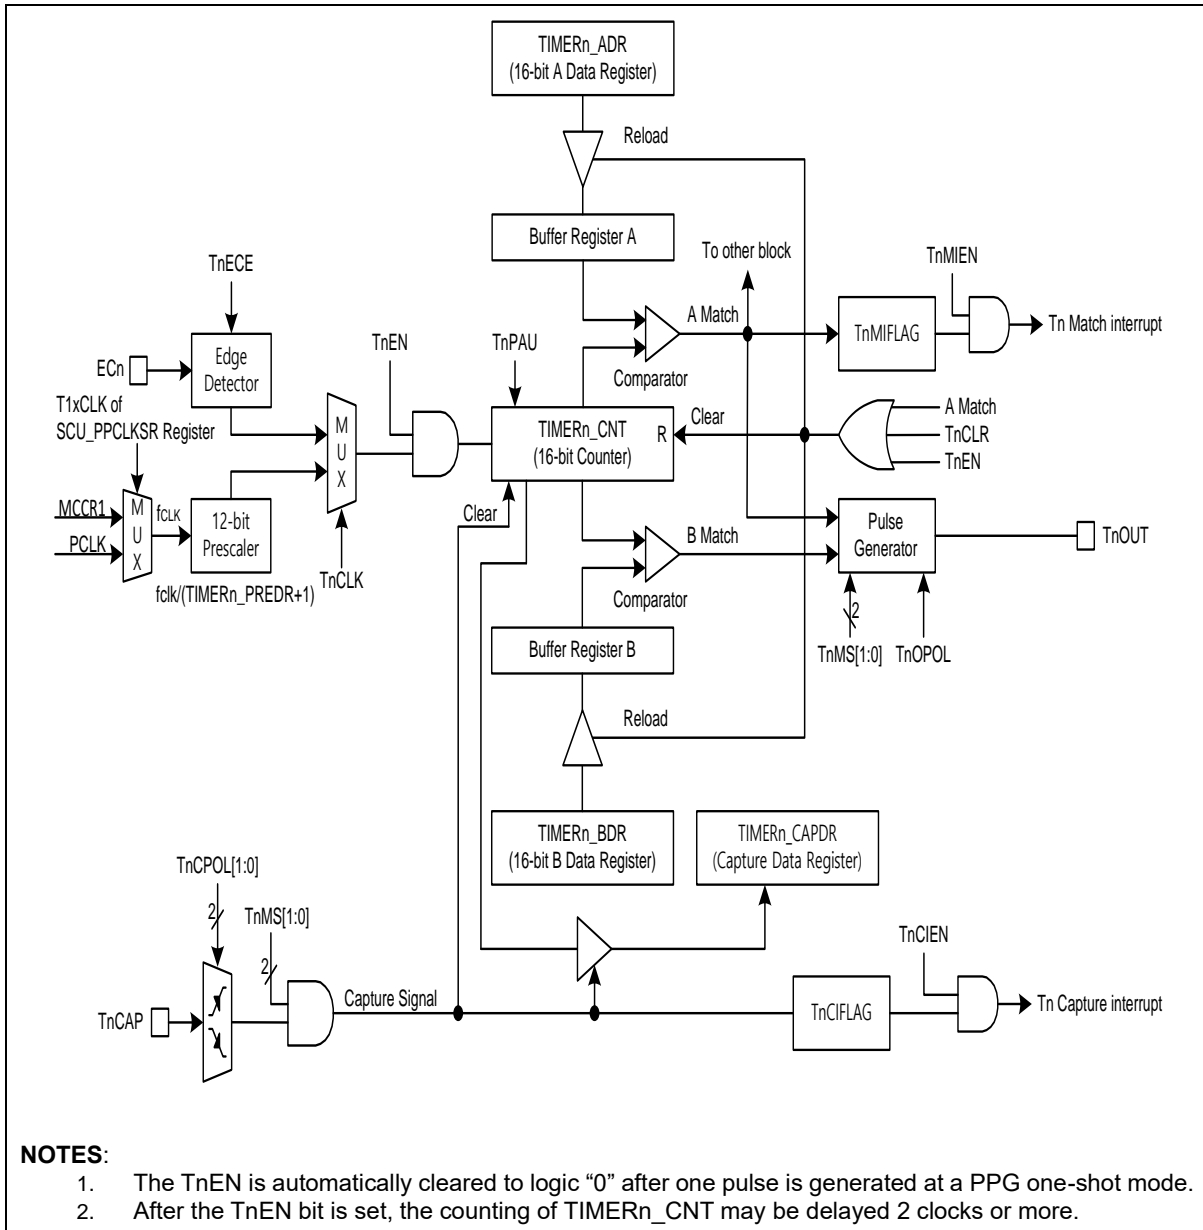 TIMERn_ADR
(16-bit A Data Register)
Reload
Buffer Register A
To other block
TnMIEN
TnECE
A Match
TnMIFLAG
Tn Match interrupt
ECn
Edge
Detector
TnEN
TnPAU
Comparator
T1xCLK of
SCU_PPCLKSR Register
M
U
X
TIMERn_CNT
(16-bit Counter)
R
Clear
A Match
TnCLR
TnEN
MCCR1
PCLK
M
U
X
fCLK
12-bit
Prescaler
Clear
B Match
Pulse
Generator
TnOUT
fclk/(TIMERn_PREDR+1)
TnCLK
Comparator
2
Buffer Register B
TnMS[1:0]
TnOPOL
Reload
TIMERn_BDR
(16-bit B Data Register)
TIMERn_CAPDR
(Capture Data Register)
TnCPOL[1:0]
2
TnMS[1:0]
2
TnCIEN
TnCAP
Capture Signal
TnCIFLAG
Tn Capture interrupt
NOTES:
1. The TnEN is automatically cleared to logic “0” after one pulse is generated at a PPG one-shot mode.
2. After the TnEN bit is set, the counting of TIMERn_CNT may be delayed 2 clocks or more.